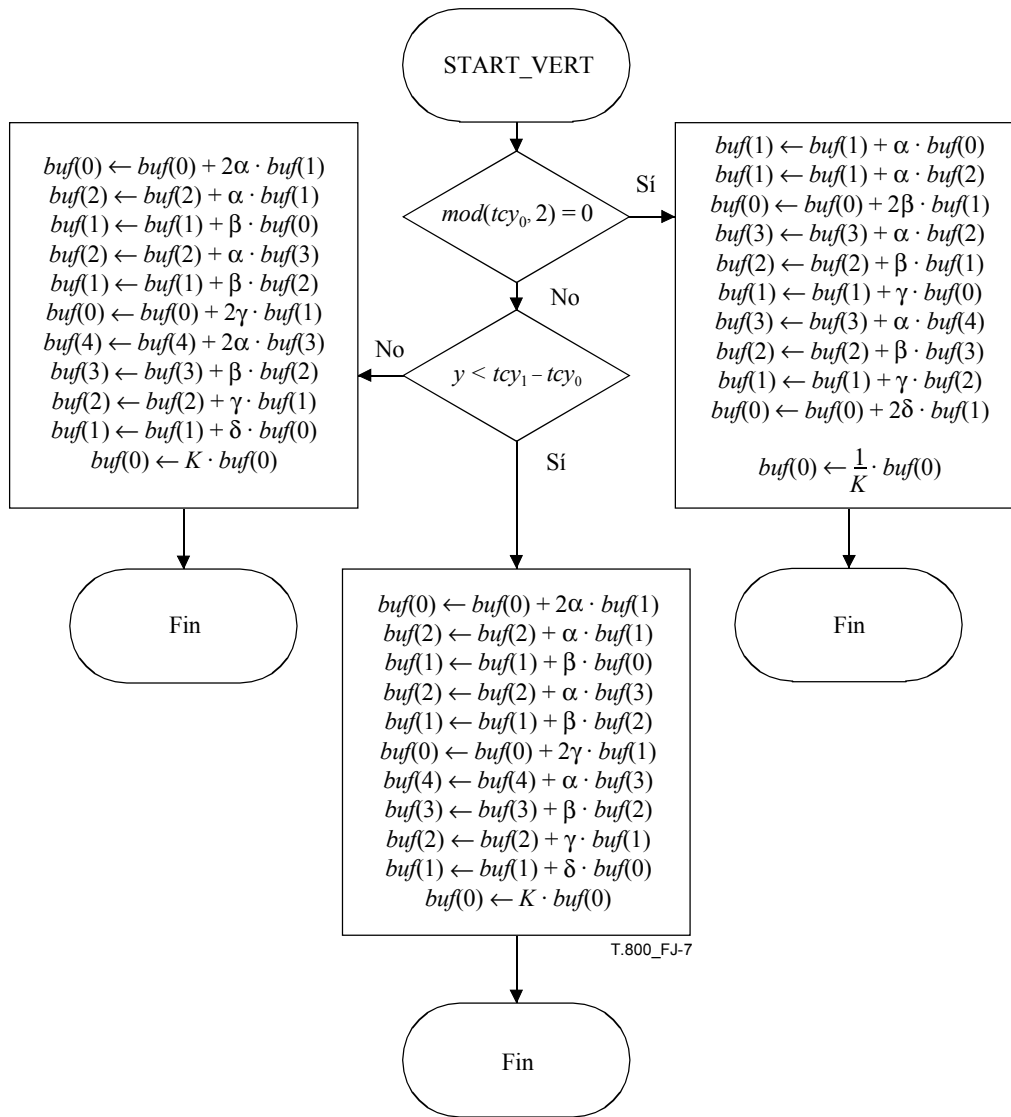 START_VERT
mod(tcy₀, 2) = 0
Sí
No
y < tcy₁ – tcy₀
No
Sí
buf(0) ← buf(0) + 2α · buf(1)
buf(2) ← buf(2) + α · buf(1)
buf(1) ← buf(1) + β · buf(0)
buf(2) ← buf(2) + α · buf(3)
buf(1) ← buf(1) + β · buf(2)
buf(0) ← buf(0) + 2γ · buf(1)
buf(4) ← buf(4) + 2α · buf(3)
buf(3) ← buf(3) + β · buf(2)
buf(2) ← buf(2) + γ · buf(1)
buf(1) ← buf(1) + δ · buf(0)
buf(0) ← K · buf(0)
Fin
buf(1) ← buf(1) + α · buf(0)
buf(1) ← buf(1) + α · buf(2)
buf(0) ← buf(0) + 2β · buf(1)
buf(3) ← buf(3) + α · buf(2)
buf(2) ← buf(2) + β · buf(1)
buf(1) ← buf(1) + γ · buf(0)
buf(3) ← buf(3) + α · buf(4)
buf(2) ← buf(2) + β · buf(3)
buf(1) ← buf(1) + γ · buf(2)
buf(0) ← buf(0) + 2δ · buf(1)
buf(0) ← 1/K · buf(0)
Fin
buf(0) ← buf(0) + 2α · buf(1)
buf(2) ← buf(2) + α · buf(1)
buf(1) ← buf(1) + β · buf(0)
buf(2) ← buf(2) + α · buf(3)
buf(1) ← buf(1) + β · buf(2)
buf(0) ← buf(0) + 2γ · buf(1)
buf(4) ← buf(4) + α · buf(3)
buf(3) ← buf(3) + β · buf(2)
buf(2) ← buf(2) + γ · buf(1)
buf(1) ← buf(1) + δ · buf(0)
buf(0) ← K · buf(0)
T.800_FJ-7
Fin